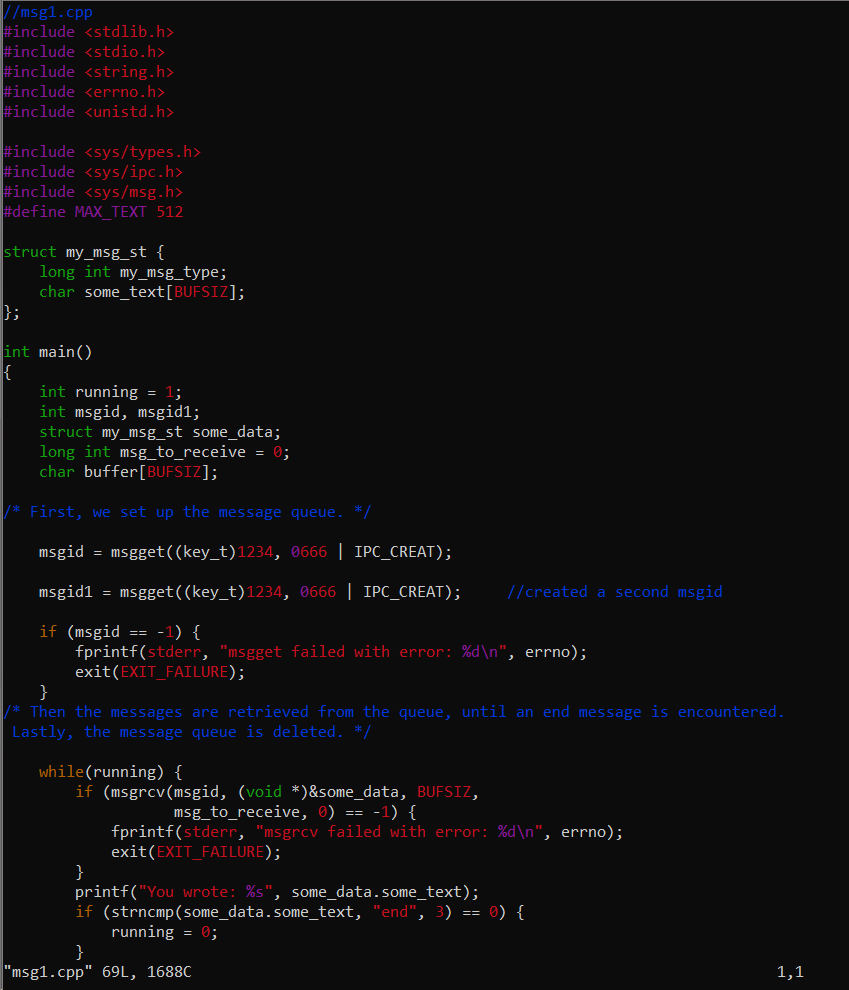 //msg1.cpp
#include <stdlib.h>
#include <stdio.h>
#include <string.h>
#include <errno.h>
#include <unistd.h>

#include <sys/types.h>
#include <sys/ipc.h>
#include <sys/msg.h>
#define MAX_TEXT 512

struct my_msg_st {
    long int my_msg_type;
    char some_text[BUFSIZ];
};

int main()
{
    int running = 1;
    int msgid, msgid1;
    struct my_msg_st some_data;
    long int msg_to_receive = 0;
    char buffer[BUFSIZ];

/* First, we set up the message queue. */

    msgid = msgget((key_t)1234, 0666 | IPC_CREAT);

    msgid1 = msgget((key_t)1234, 0666 | IPC_CREAT);     //created a second msgid

    if (msgid == -1) {
        fprintf(stderr, "msgget failed with error: %d\n", errno);
        exit(EXIT_FAILURE);
    }
/* Then the messages are retrieved from the queue, until an end message is encountered.
 Lastly, the message queue is deleted. */

    while(running) {
        if (msgrcv(msgid, (void *)&some_data, BUFSIZ,
                   msg_to_receive, 0) == -1) {
            fprintf(stderr, "msgrcv failed with error: %d\n", errno);
            exit(EXIT_FAILURE);
        }
        printf("You wrote: %s", some_data.some_text);
        if (strncmp(some_data.some_text, "end", 3) == 0) {
            running = 0;
        }
"msg1.cpp" 69L, 1688C                                                                 1,1